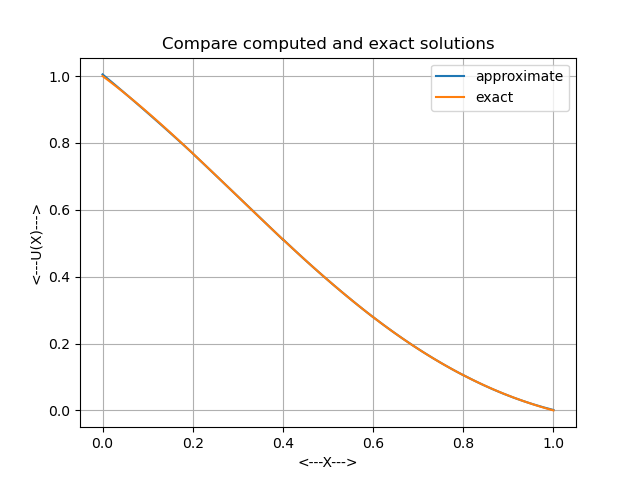 Compare computed and exact solutions
approximate
exact
<---U(X)--->
1.0
0.8
0.6
0.4
0.2
0.0
0.0 0.2 0.4 0.6 0.8 1.0
<---X--->